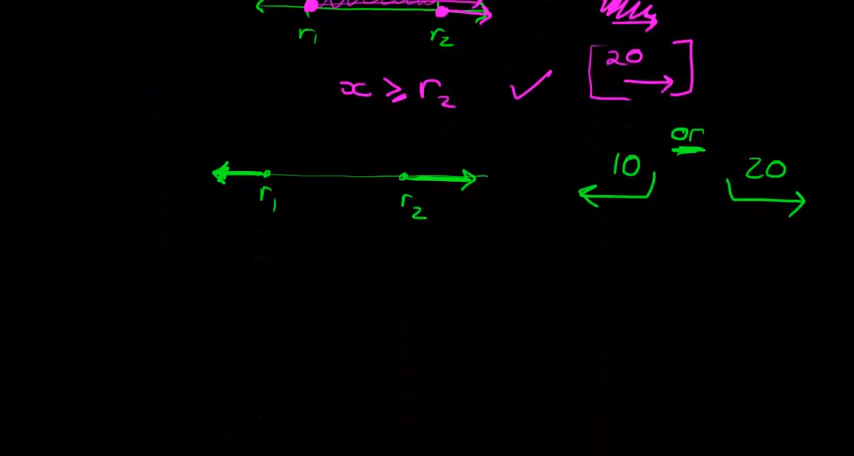 r₁ r₂
x ≥ r₂ ✓ [20 →]
or
10 20
r₁ r₂